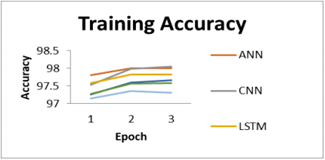 Training Accuracy
98.5
98
97.5
97
Accuracy
1 2 3
Epoch
ANN
CNN
LSTM